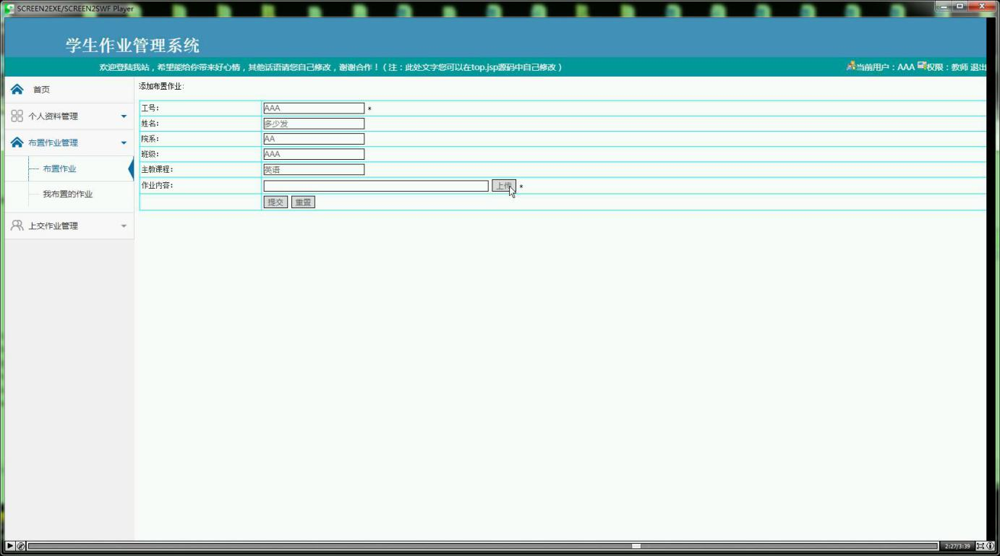 SCREEN2EXE/SCREEN2SWF Player
学生作业管理系统
欢迎登陆我站，希望能给你带来好心情，其他话语请您自己修改，谢谢合作！（注：此处文字您可以在top.jsp源码中自己修改）
当前用户：AAA 权限：教师 退出
首页
个人资料管理
布置作业管理
布置作业
我布置的作业
上交作业管理
添加布置作业:
工号: AAA *
姓名: 多少发
院系: AA
班级: AAA
主教课程: 英语
作业内容: 上传 *
提交 重置
2:27/3:39